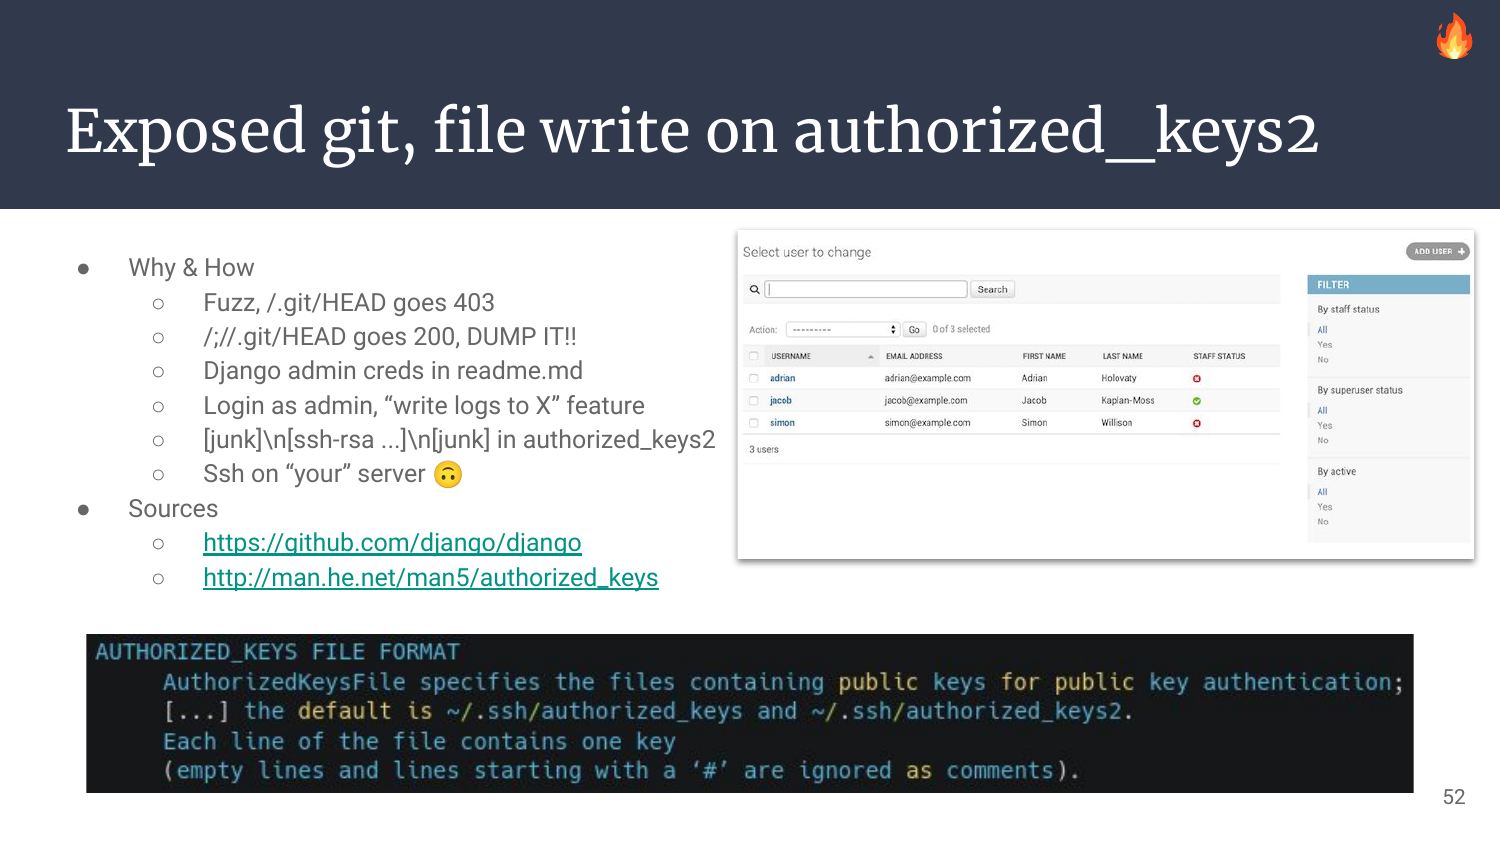 Exposed git, file write on authorized_keys2
● Why & How
○ Fuzz, /.git/HEAD goes 403
○ /;//.git/HEAD goes 200, DUMP IT!!
○ Django admin creds in readme.md
○ Login as admin, “write logs to X” feature
○ [junk]\n[ssh-rsa ...]\n[junk] in authorized_keys2
○ Ssh on “your” server 🙃
● Sources
○ https://github.com/django/django
○ http://man.he.net/man5/authorized_keys
Select user to change
ADD USER +
Search
Action: --------- Go 0 of 3 selected
USERNAME EMAIL ADDRESS FIRST NAME LAST NAME STAFF STATUS
adrian adrian@example.com Adrian Holovaty
jacob jacob@example.com Jacob Kaplan-Moss
simon simon@example.com Simon Willison
3 users
FILTER
By staff status
All
Yes
No
By superuser status
All
Yes
No
By active
All
Yes
No
AUTHORIZED_KEYS FILE FORMAT
AuthorizedKeysFile specifies the files containing public keys for public key authentication;
[...] the default is ~/.ssh/authorized_keys and ~/.ssh/authorized_keys2.
Each line of the file contains one key
(empty lines and lines starting with a ‘#’ are ignored as comments).
52